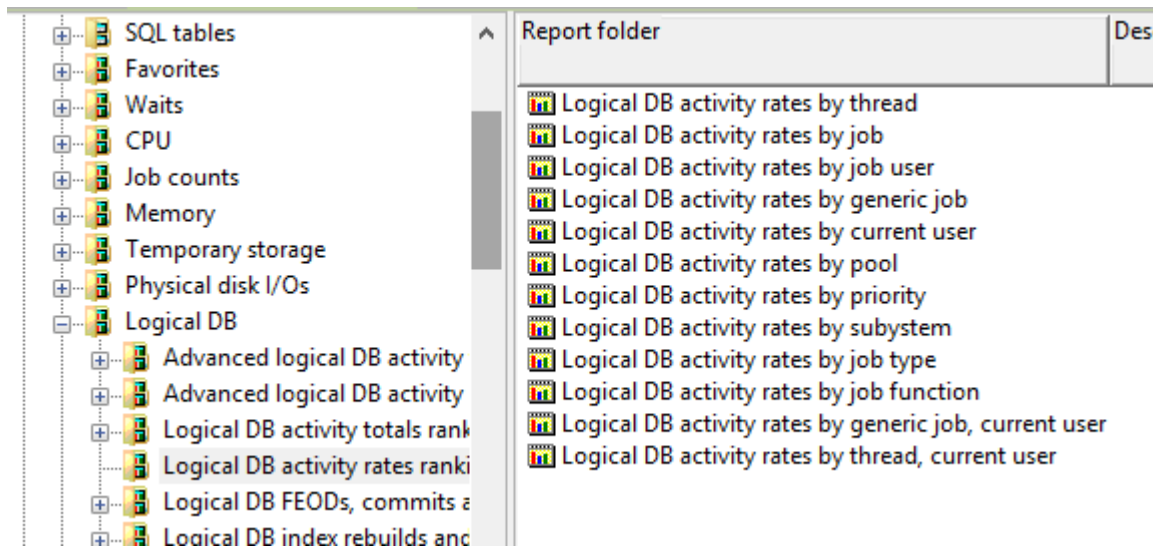 SQL tables
Favorites
Waits
CPU
Job counts
Memory
Temporary storage
Physical disk I/Os
Logical DB
Advanced logical DB activity
Advanced logical DB activity
Logical DB activity totals rank
Logical DB activity rates ranki
Logical DB FEODs, commits a
Logical DB index rebuilds and
Report folder
Des
Logical DB activity rates by thread
Logical DB activity rates by job
Logical DB activity rates by job user
Logical DB activity rates by generic job
Logical DB activity rates by current user
Logical DB activity rates by pool
Logical DB activity rates by priority
Logical DB activity rates by subystem
Logical DB activity rates by job type
Logical DB activity rates by job function
Logical DB activity rates by generic job, current user
Logical DB activity rates by thread, current user